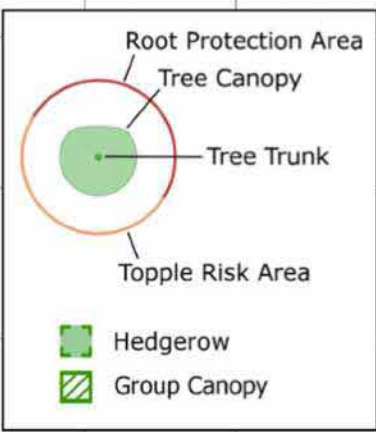 Root Protection Area
Tree Canopy
Tree Trunk
Topple Risk Area
Hedgerow
Group Canopy